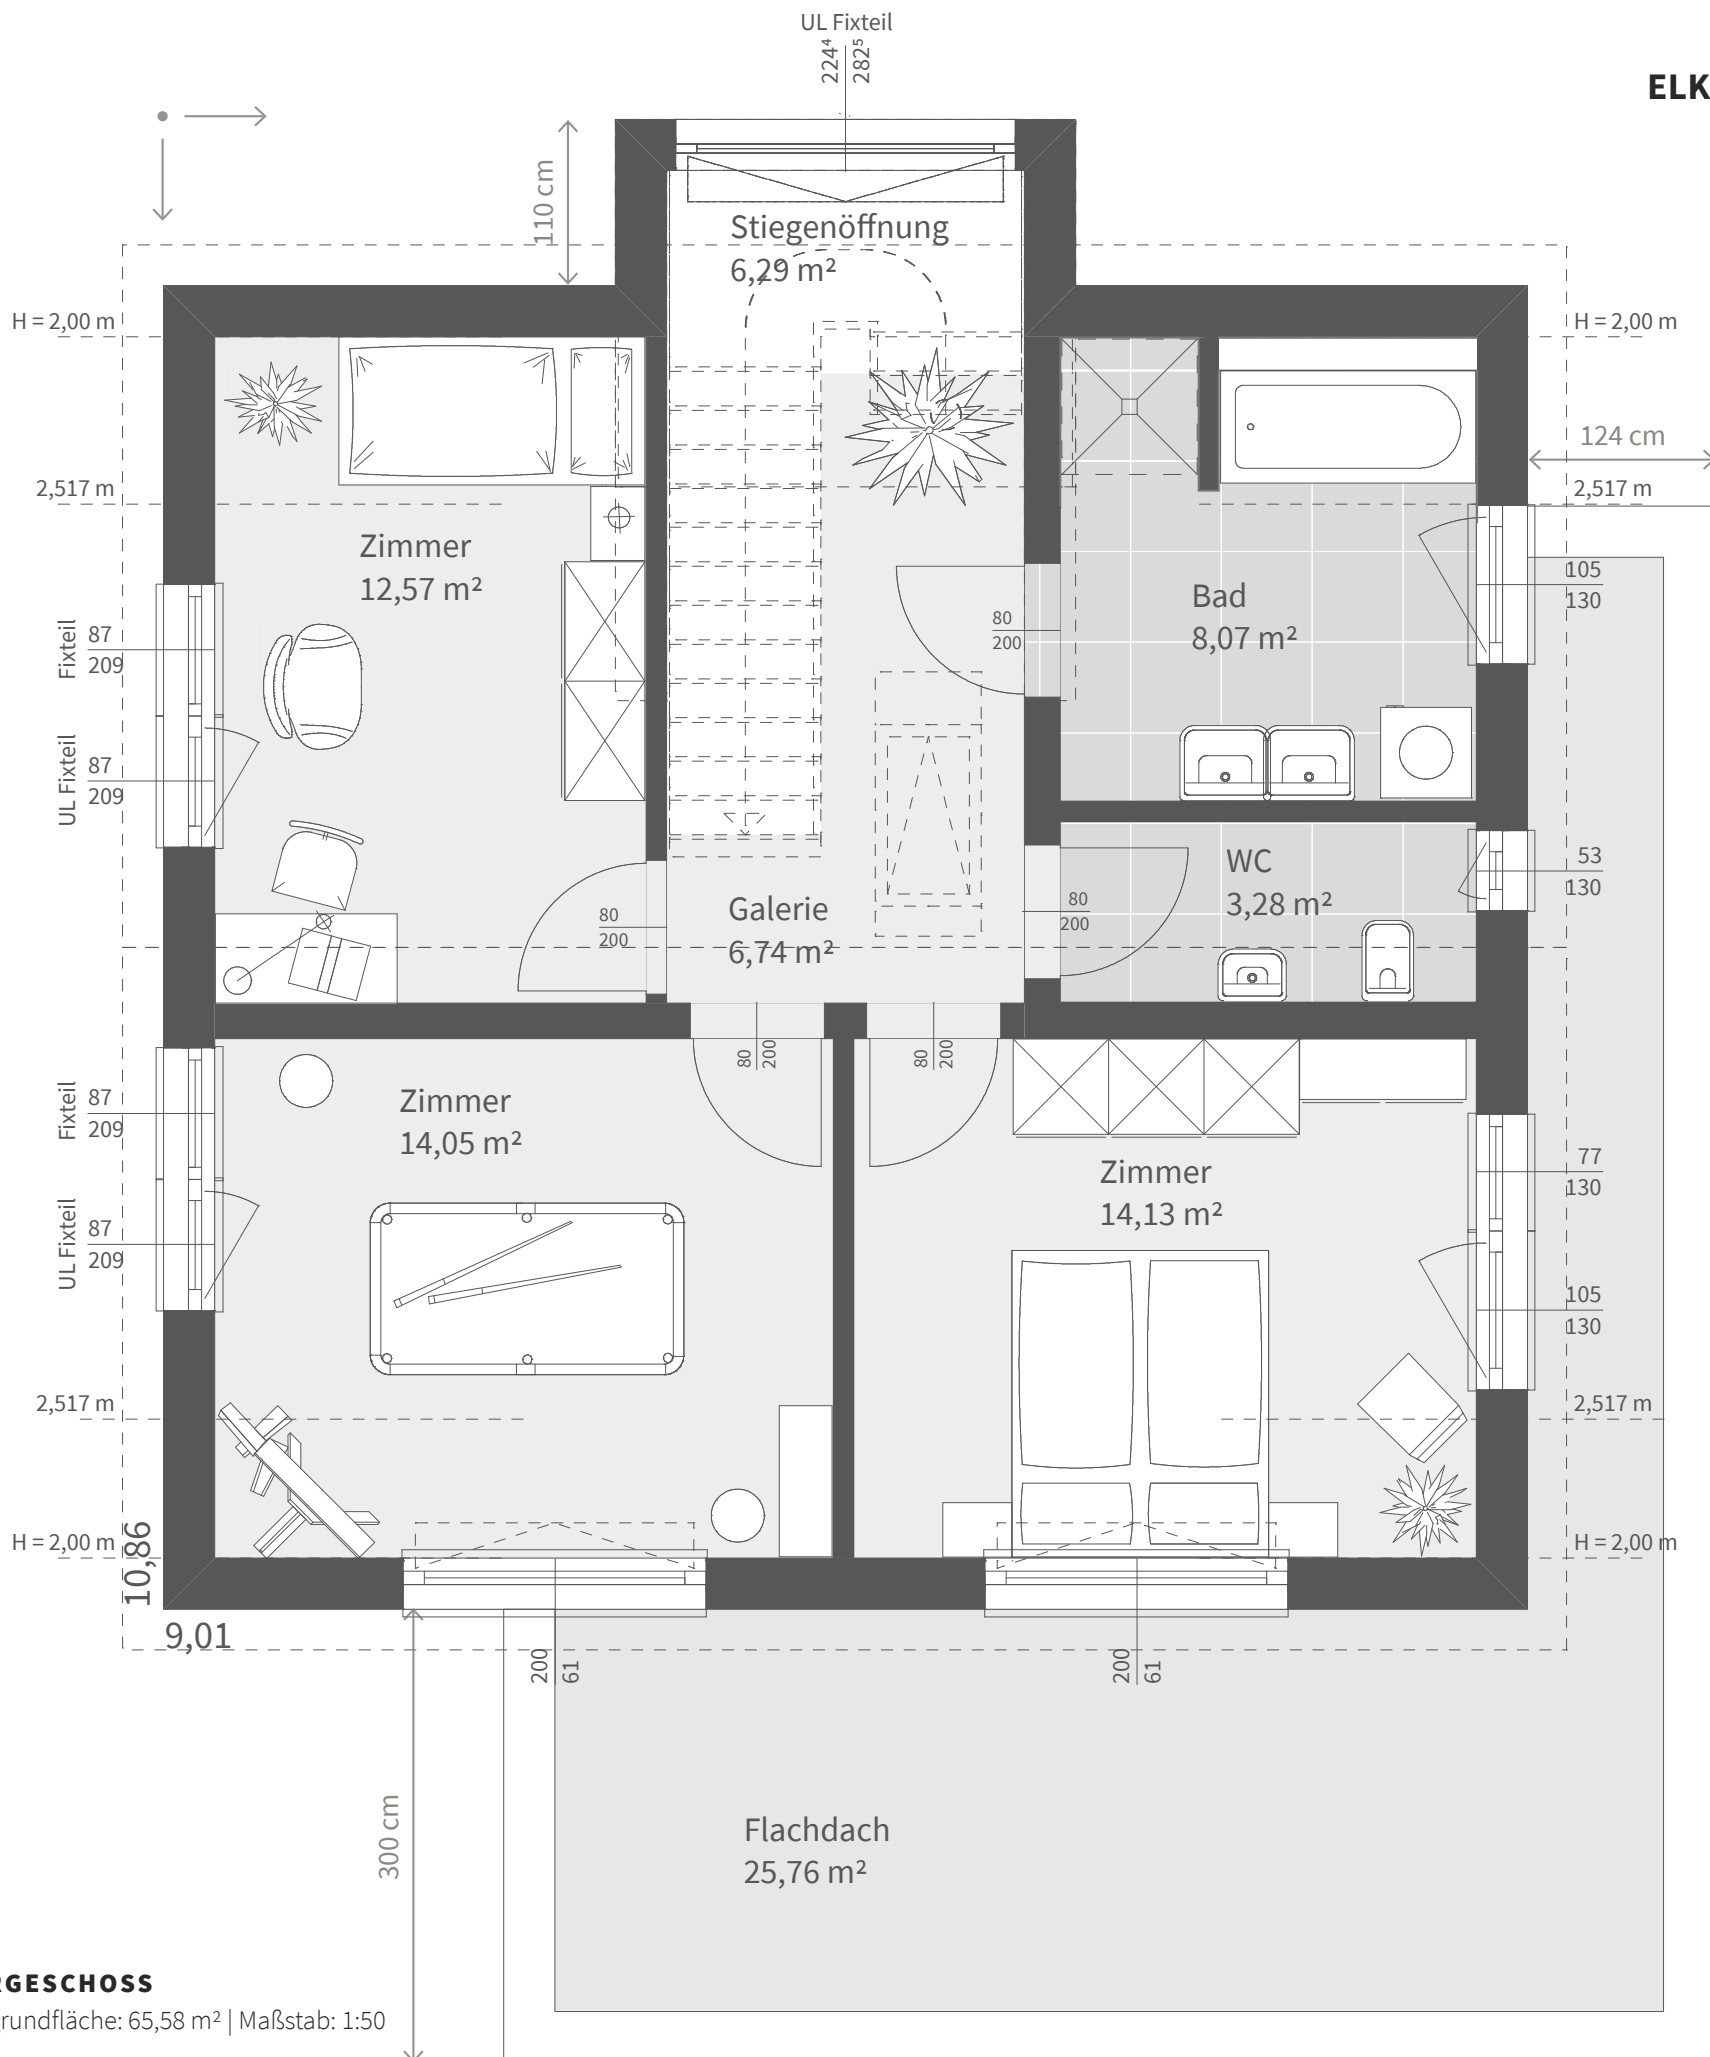 UL Fixteil
224⁴
282⁵
ELK
110 cm
Stiegenöffnung
6,29 m²
H = 2,00 m
H = 2,00 m
124 cm
2,517 m
2,517 m
Zimmer
12,57 m²
105
130
Bad
8,07 m²
80
200
Fixteil
87
209
UL Fixteil
87
209
WC
3,28 m²
53
130
80
200
Galerie
6,74 m²
80
200
80
200
80
200
Fixteil
87
209
Zimmer
14,05 m²
Zimmer
14,13 m²
77
130
UL Fixteil
87
209
105
130
2,517 m
2,517 m
H = 2,00 m
H = 2,00 m
10,86
9,01
200
61
200
61
300 cm
Flachdach
25,76 m²
RGESCHOSS
rundfläche: 65,58 m² | Maßstab: 1:50